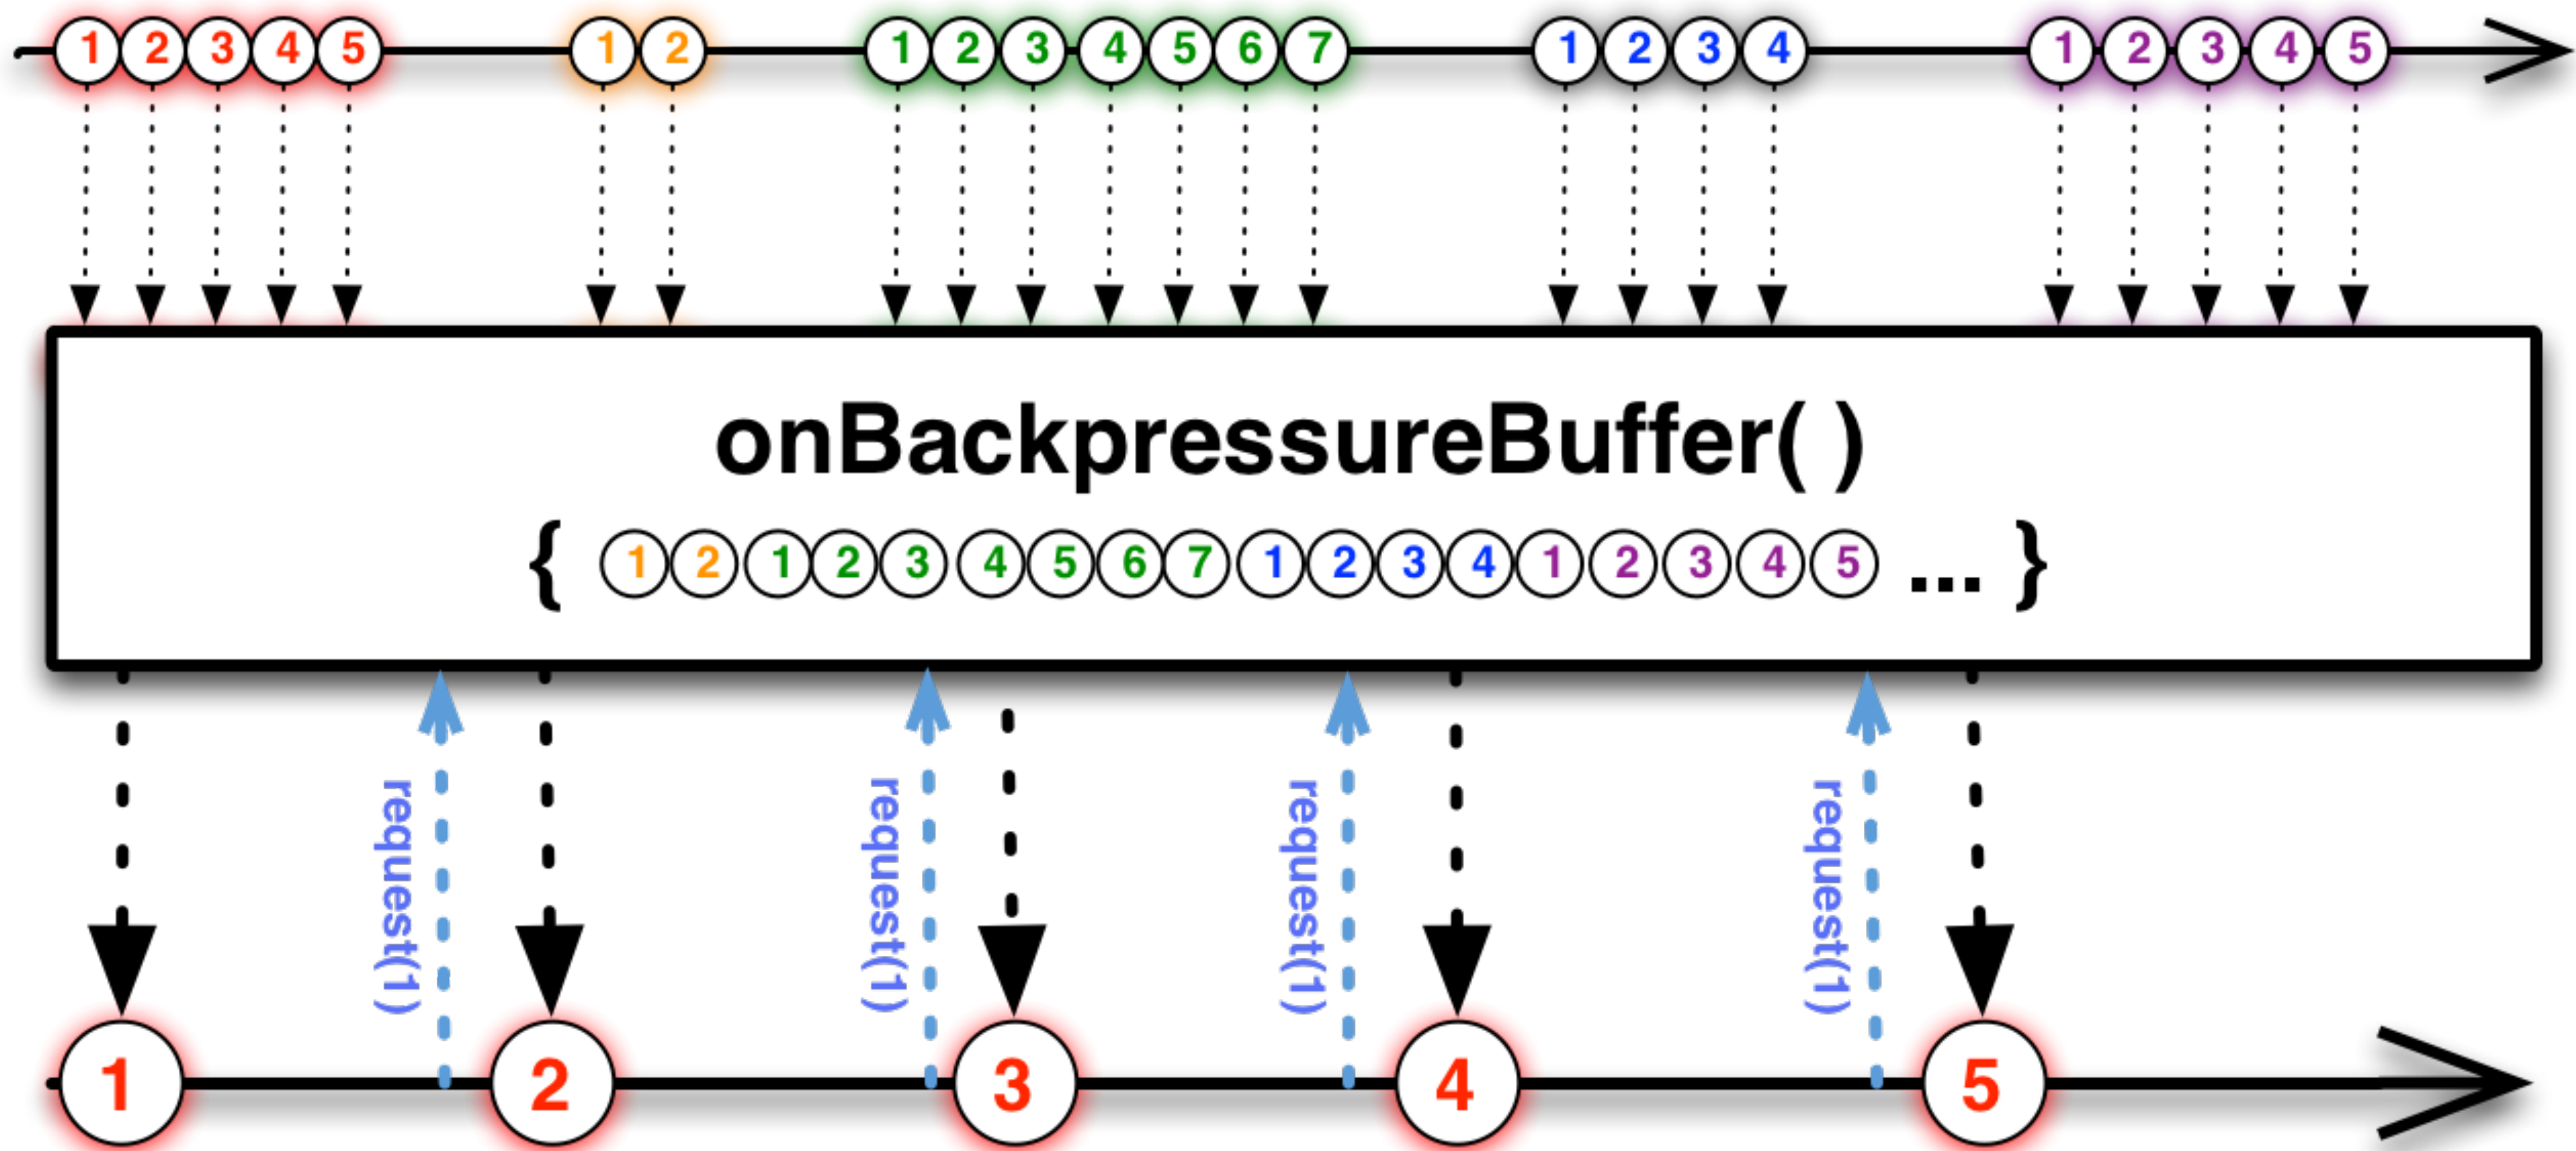 1 2 3 4 5 1 2 1 2 3 4 5 6 7 1 2 3 4 1 2 3 4 5
onBackpressureBuffer( )
{ 1 2 1 2 3 4 5 6 7 1 2 3 4 1 2 3 4 5 ... }
request(1)
request(1)
request(1)
request(1)
1 2 3 4 5